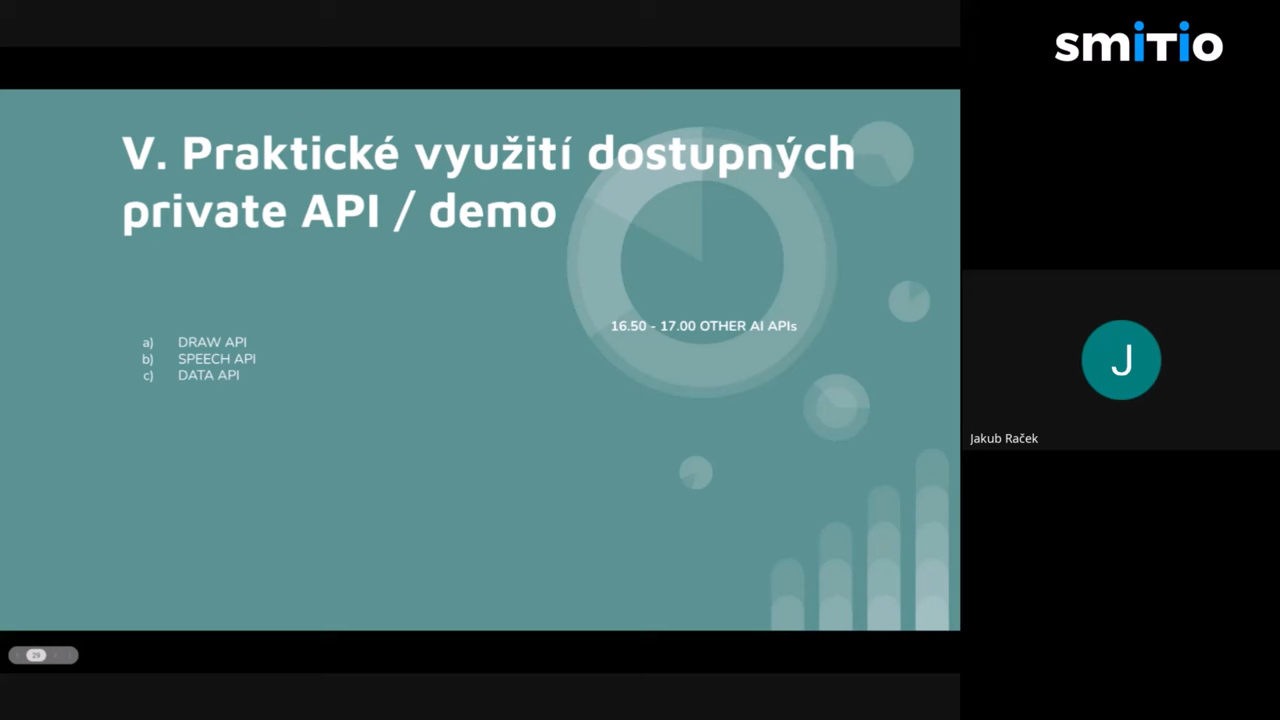 smiTio
V. Praktické využití dostupných
private API / demo
16.50 - 17.00 OTHER AI APIs
a) DRAW API
b) SPEECH API
c) DATA API
J
Jakub Raček
29